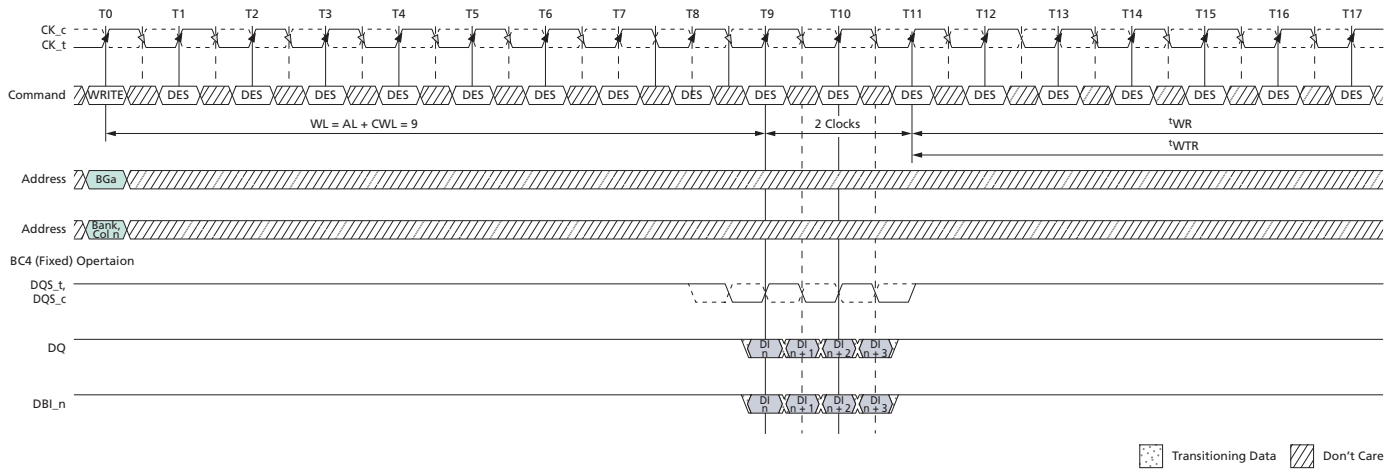 T0 T1 T2 T3 T4 T5 T6 T7 T8 T9 T10 T11 T12 T13 T14 T15 T16 T17
CK_c
CK_t
Command WRITE DES DES DES DES DES DES DES DES DES DES DES DES DES DES DES DES
WL = AL + CWL = 9 2 Clocks tWR
tWTR
Address BGa
Address Bank,
Col n
BC4 (Fixed) Opertaion
DQS_t,
DQS_c
DQ DI n DI n + 1 DI n + 2 DI n + 3
DBI_n DI n DI n + 1 DI n + 2 DI n + 3
Transitioning Data Don't Care